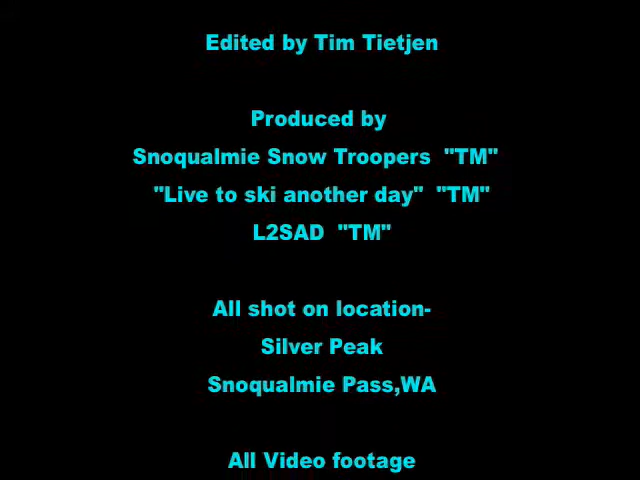 Edited by Tim Tietjen
Produced by
Snoqualmie Snow Troopers "TM"
"Live to ski another day" "TM"
L2SAD "TM"
All shot on location-
Silver Peak
Snoqualmie Pass,WA
All Video footage